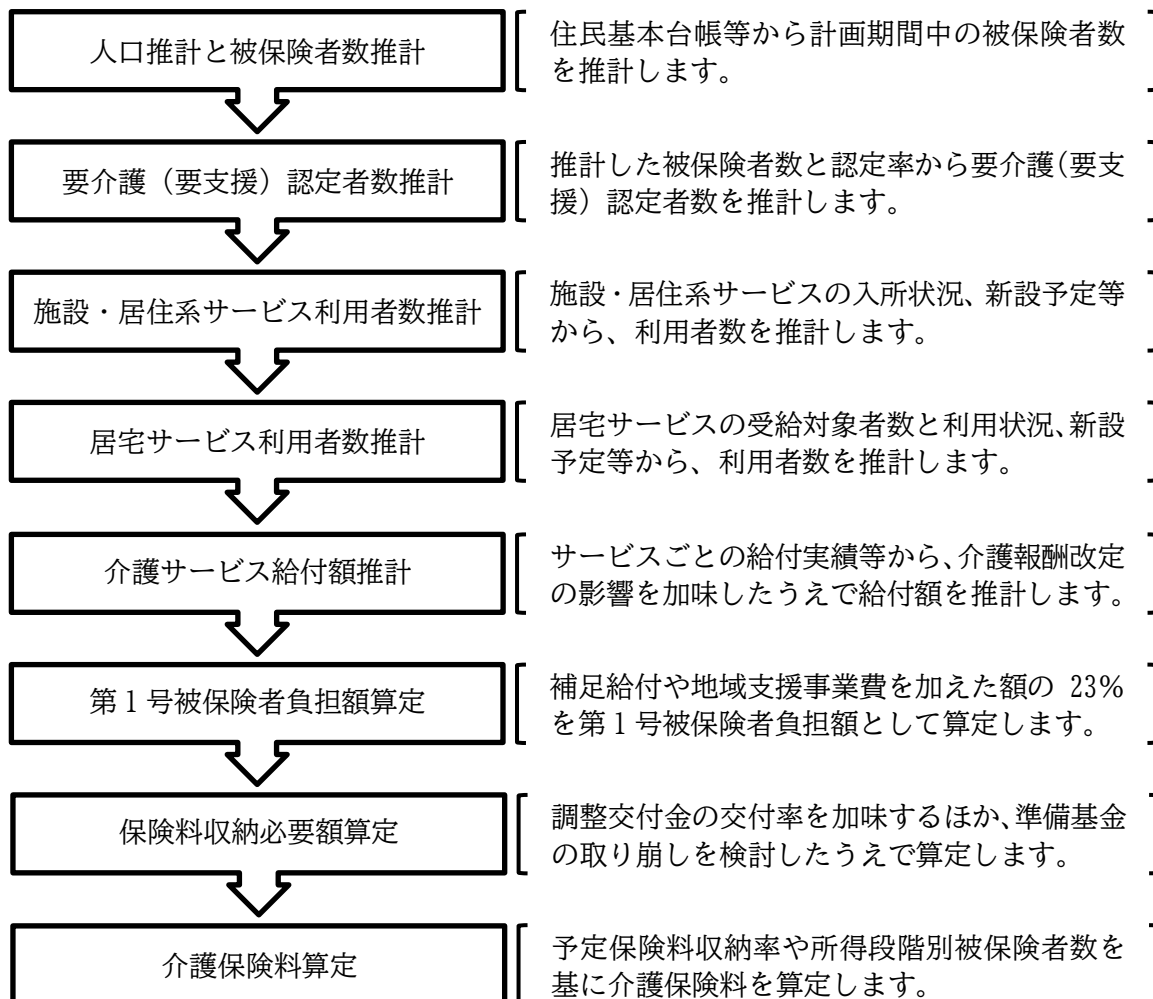 人口推計と被保険者数推計
住民基本台帳等から計画期間中の被保険者数
を推計します。
要介護（要支援）認定者数推計
推計した被保険者数と認定率から要介護（要支
援）認定者数を推計します。
施設・居住系サービス利用者数推計
施設・居住系サービスの入所状況、新設予定等
から、利用者数を推計します。
居宅サービス利用者数推計
居宅サービスの受給対象者数と利用状況、新設
予定等から、利用者数を推計します。
介護サービス給付額推計
サービスごとの給付実績等から、介護報酬改定
の影響を加味したうえで給付額を推計します。
第１号被保険者負担額算定
補足給付や地域支援事業費を加えた額の 23%
を第１号被保険者負担額として算定します。
保険料収納必要額算定
調整交付金の交付率を加味するほか、準備基金
の取り崩しを検討したうえで算定します。
介護保険料算定
予定保険料収納率や所得段階別被保険者数を
基に介護保険料を算定します。